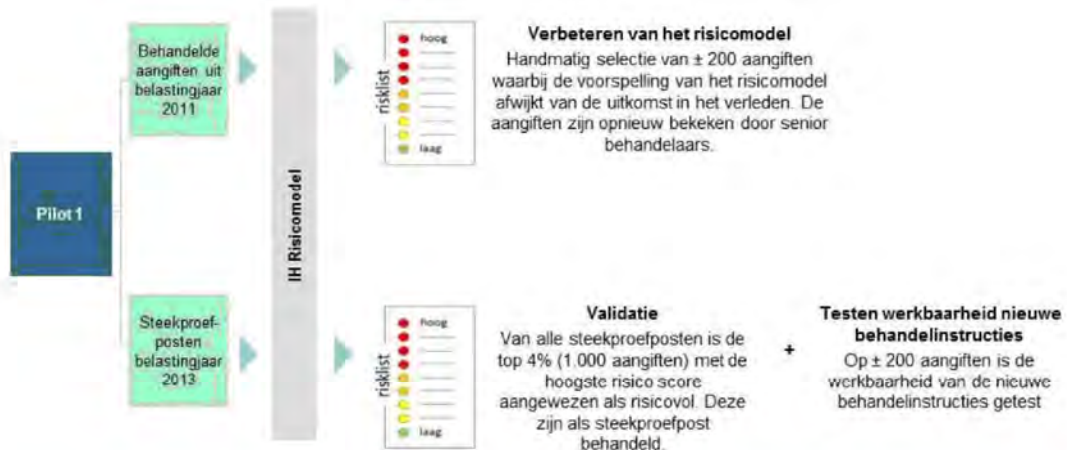 Pilot 1
Behandelde
aangiften uit
belastingjaar
2011
Steekproef-
posten
belastingjaar
2013
IH Risicomodel
risklist
hoog
laag
Verbeteren van het risicomodel
Handmatig selectie van ± 200 aangiften
waarbij de voorspelling van het risicomodel
afwijkt van de uitkomst in het verleden. De
aangiften zijn opnieuw bekeken door senior
behandelaars.
risklist
hoog
laag
Validatie
Van alle steekproefposten is de
top 4% (1.000 aangiften) met de
hoogste risico score
aangewezen als risicovol. Deze
zijn als steekproefpost
behandeld.
+
Testen werkbaarheid nieuwe
behandelinstructies
Op ± 200 aangiften is de
werkbaarheid van de nieuwe
behandelinstructies getest